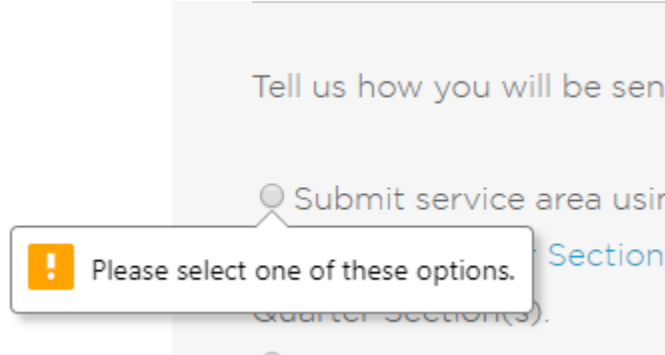 Tell us how you will be sen
Submit service area usin
Please select one of these options.
Section
Quarter Section(s).